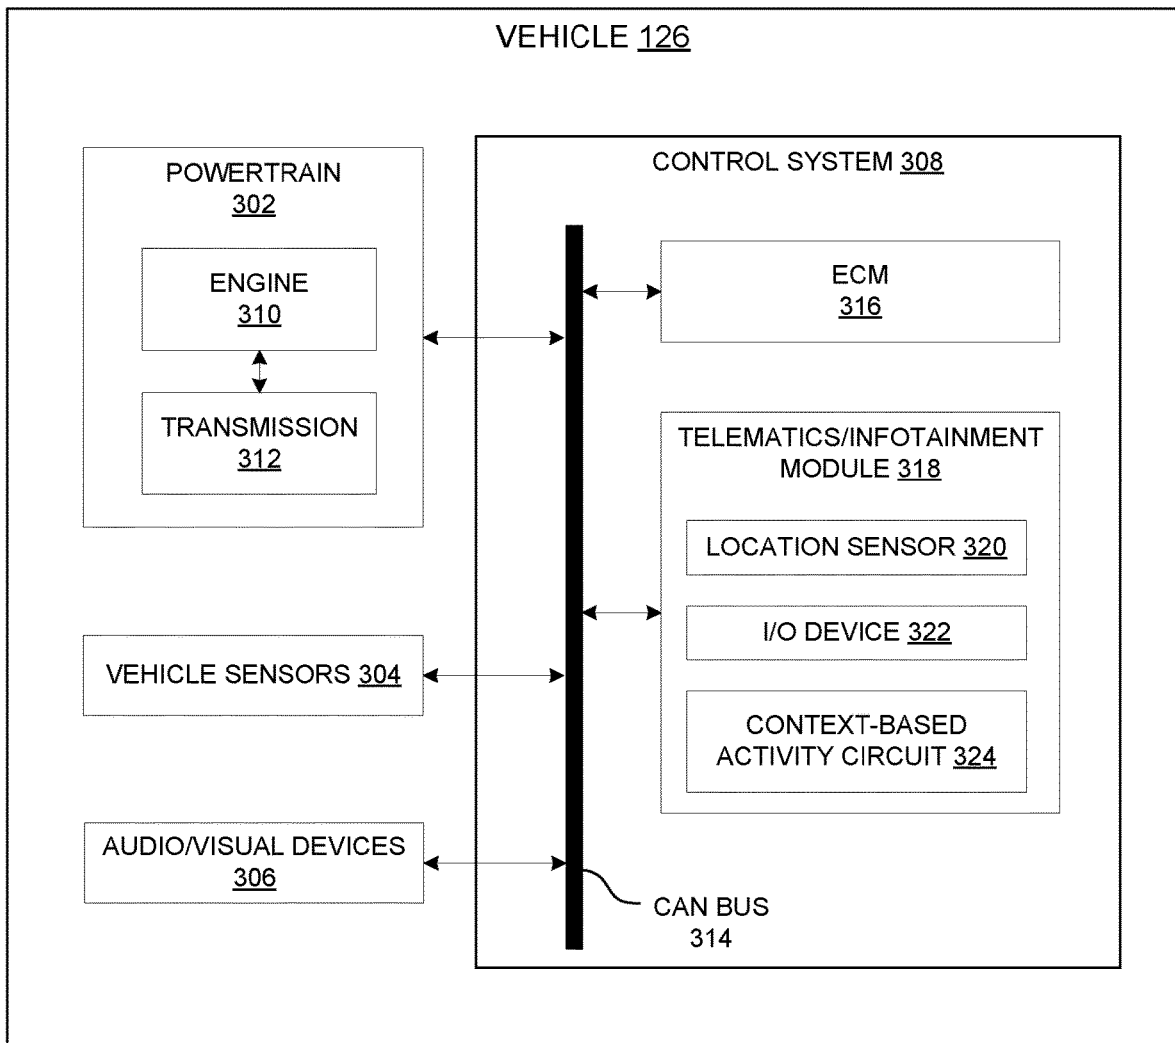 VEHICLE 126
POWERTRAIN
302
ENGINE
310
TRANSMISSION
312
VEHICLE SENSORS 304
AUDIO/VISUAL DEVICES
306
CONTROL SYSTEM 308
ECM
316
TELEMATICS/INFOTAINMENT
MODULE 318
LOCATION SENSOR 320
I/O DEVICE 322
CONTEXT-BASED
ACTIVITY CIRCUIT 324
CAN BUS
314